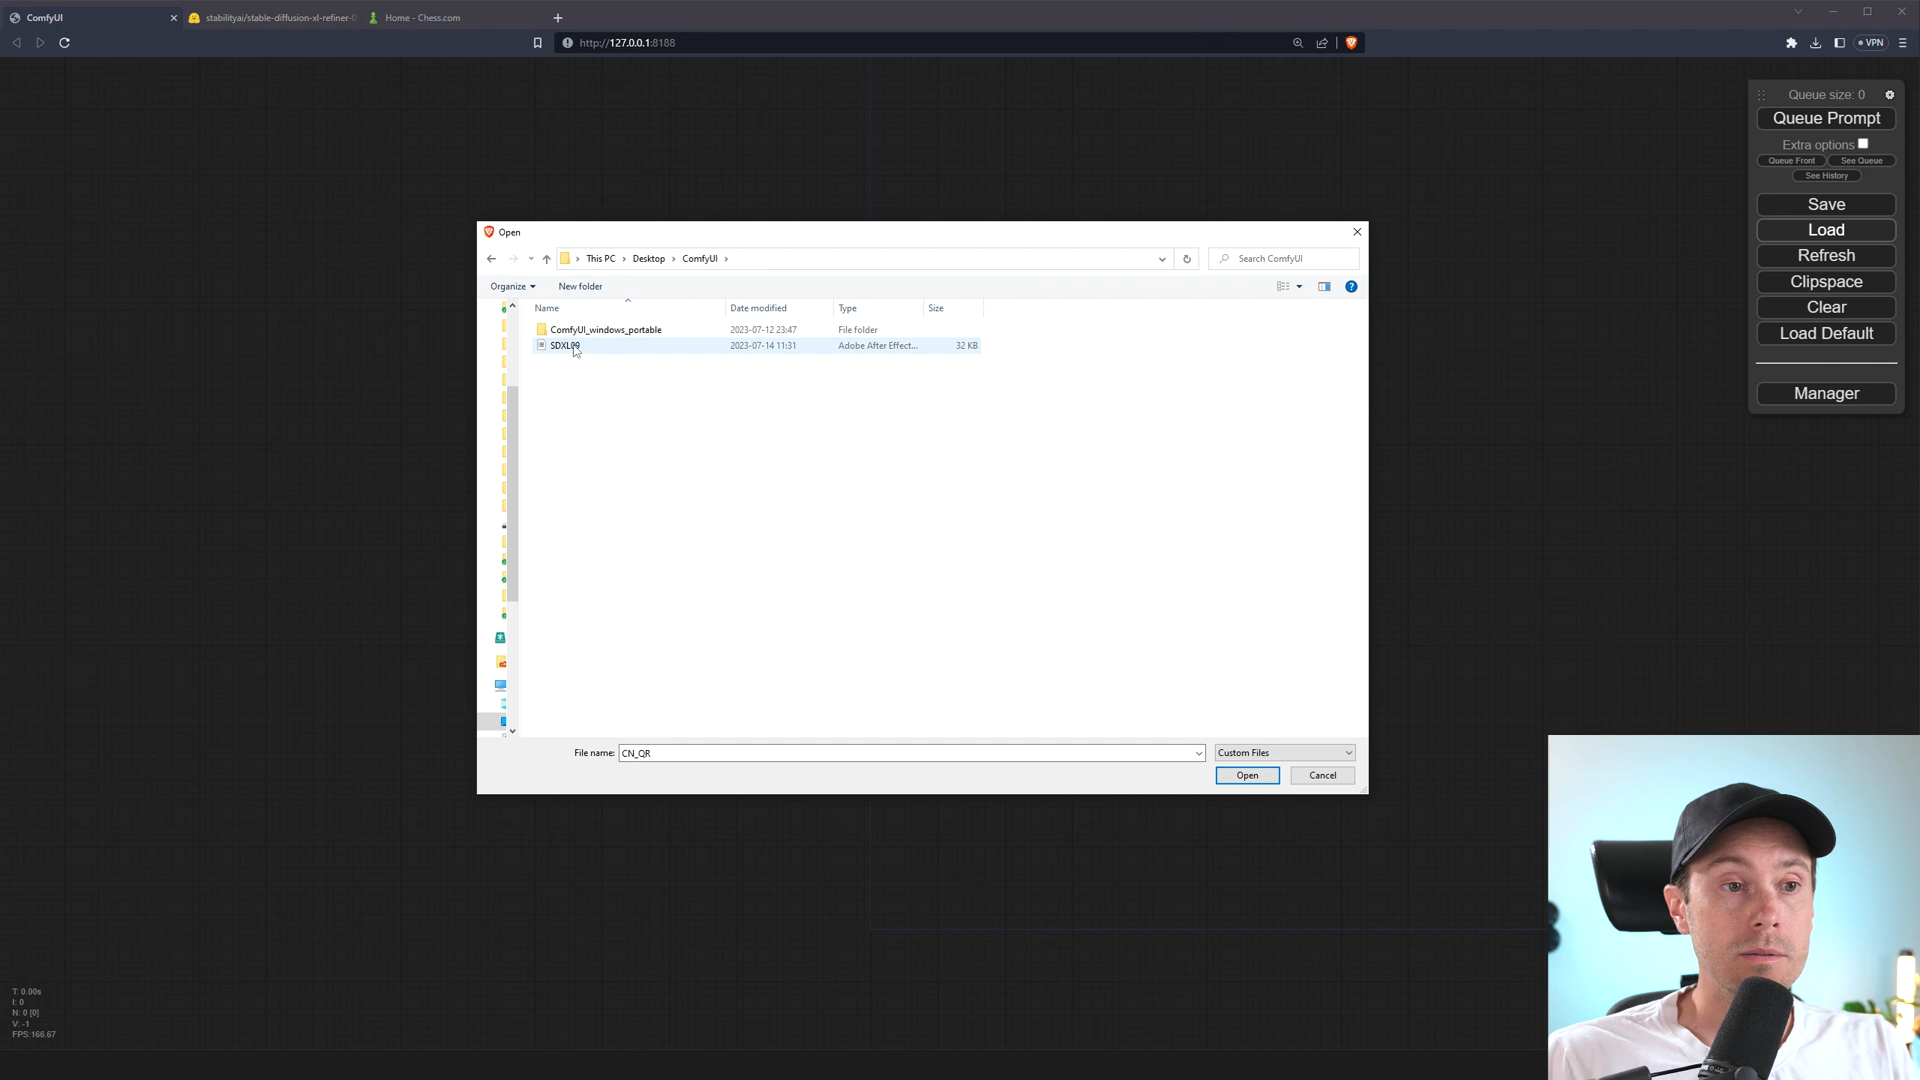 ComfyUI
stabilityai/stable-diffusion-xl-refiner-0
Home - Chess.com
http://127.0.0.1:8188
VPN
Queue size: 0
Queue Prompt
Extra options
Queue Front
See Queue
See History
Save
Load
Refresh
Clipspace
Clear
Load Default
Manager
Open
This PC
Desktop
ComfyUI
Search ComfyUI
Organize
New folder
Name
Date modified
Type
Size
ComfyUI_windows_portable
2023-07-12 23:47
File folder
SDXL09
2023-07-14 11:31
Adobe After Effect...
32 KB
File name:
CN_QR
Custom Files
Open
Cancel
T: 0.00s
I: 0
N: 0 [0]
V: -1
FPS:166.67